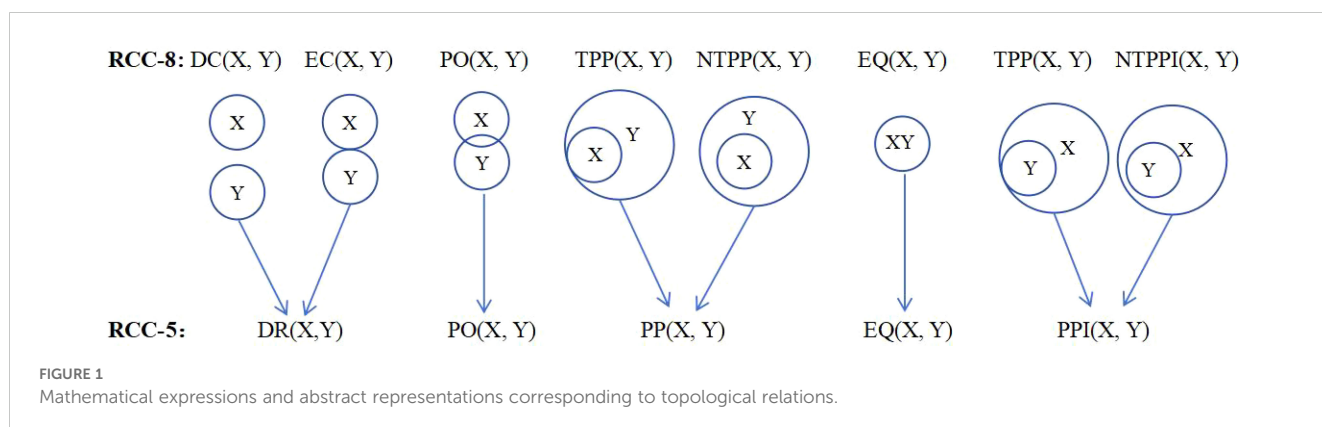 RCC-8: DC(X, Y) EC(X, Y) PO(X, Y) TPP(X, Y) NTPP(X, Y) EQ(X, Y) TPP(X, Y) NTPPI(X, Y)
X X X Y Y XY X X
Y Y Y X X Y Y
RCC-5: DR(X,Y) PO(X, Y) PP(X, Y) EQ(X, Y) PPI(X, Y)
FIGURE 1
Mathematical expressions and abstract representations corresponding to topological relations.